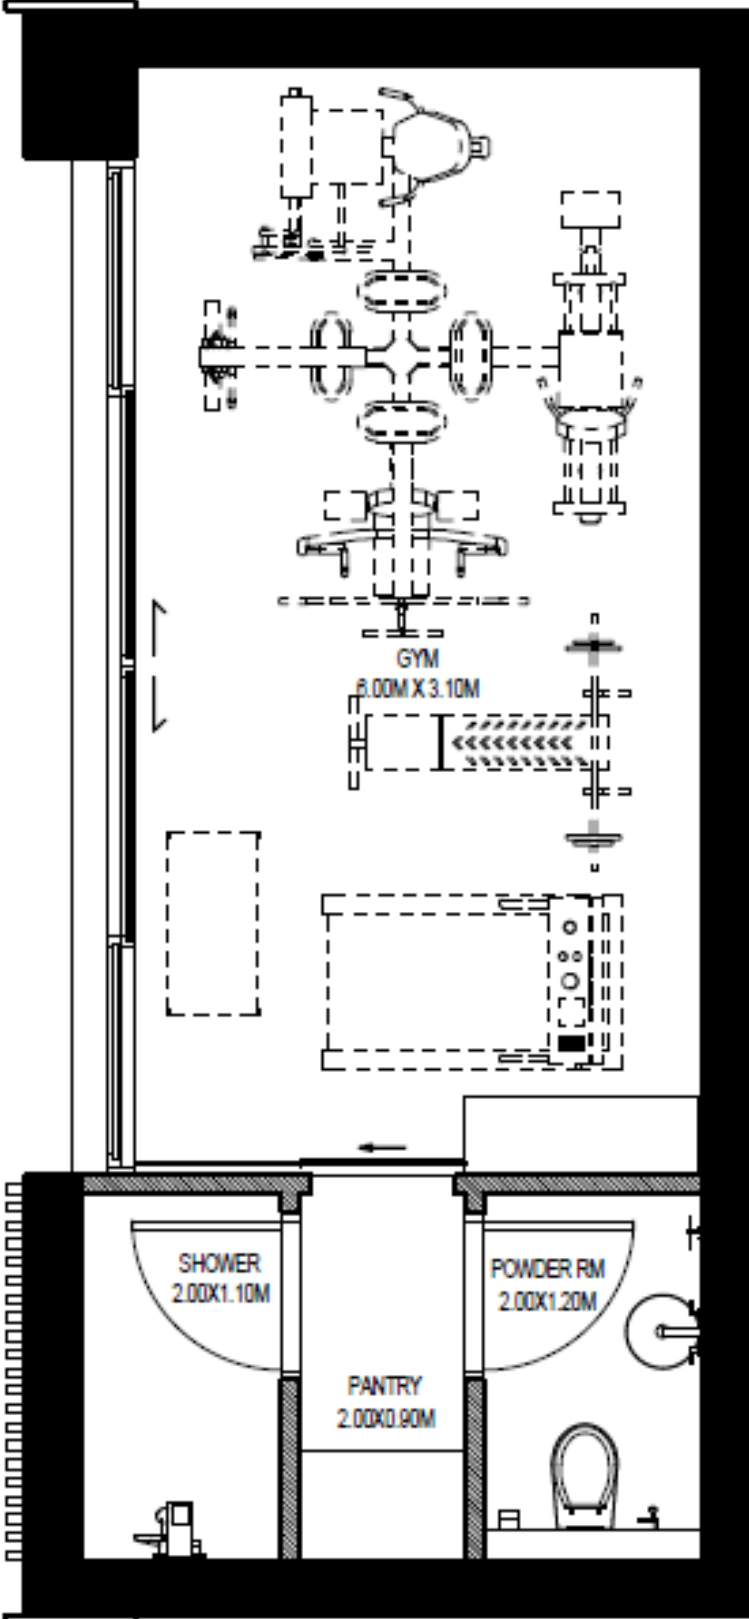 GYM
6.00M X 3.10M
SHOWER
2.00X1.10M
POWDER RM
2.00X1.20M
PANTRY
2.00X0.90M